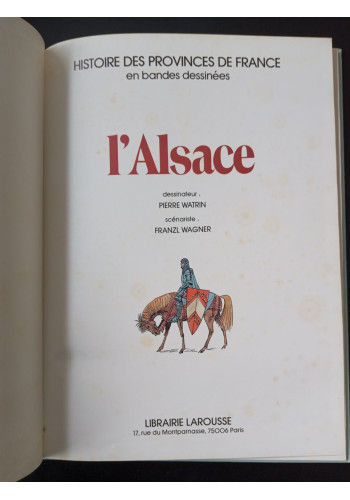 HISTOIRE DES PROVINCES DE FRANCE
en bandes dessinées
l'Alsace
dessinateur .
PIERRE WATRIN
scénariste .
FRANZL WAGNER
LIBRAIRIE LAROUSSE
17, rue du Montparnasse, 75006 Paris